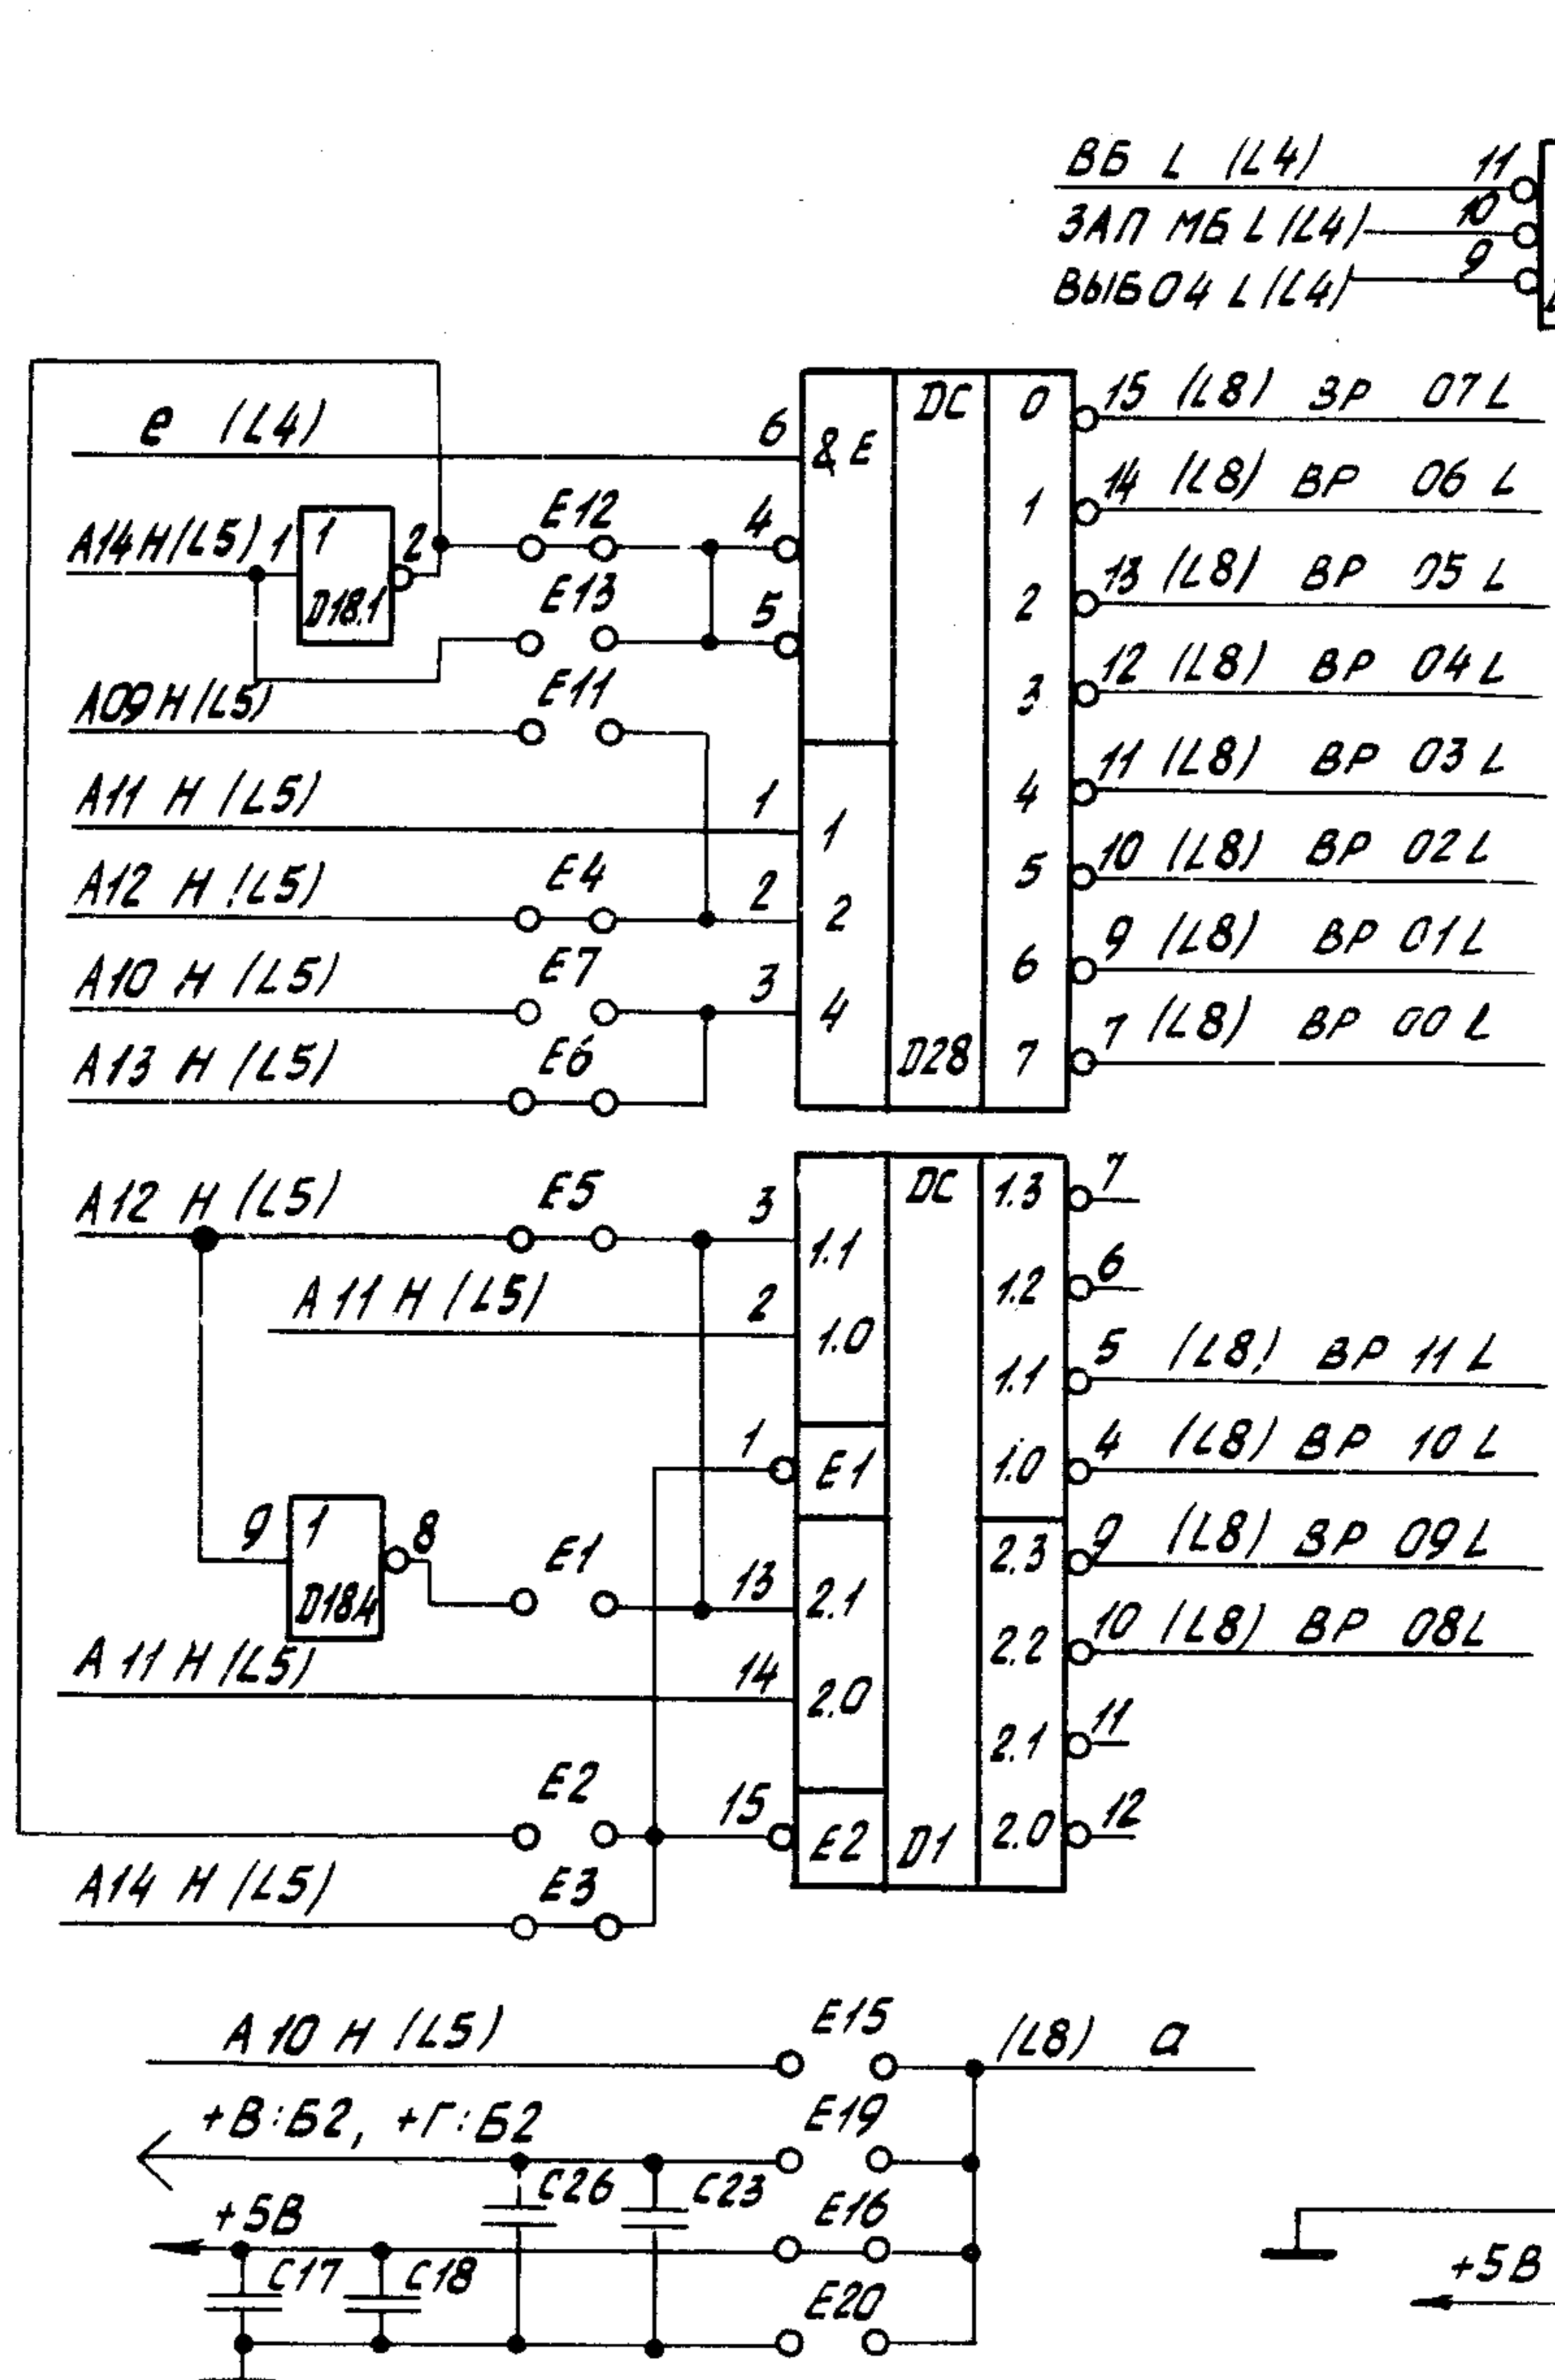 ВБ L (L4) 11
ЗАП МБ L (L4) 10
ВЫБ04 L (L4) 9
e (L4) 6 & E DC 0 15 (L8) ВР 07 L
1 14 (L8) ВР 06 L
A14 H (L5) 1 1 2 E12 4
D18.1 E13 5 2 13 (L8) ВР 05 L
A09 H (L5) E11 3 12 (L8) ВР 04 L
A11 H (L5) 1 1 4 11 (L8) ВР 03 L
A12 H (L5) E4 2 2 5 10 (L8) ВР 02 L
A10 H (L5) E7 3 4 6 9 (L8) ВР 01 L
A13 H (L5) E6 D28 7 7 (L8) ВР 00 L
A12 H (L5) E5 3 1.1 DC 1.3 7
A11 H (L5) 2 1.0 1.2 6
1.1 5 (L8) ВР 11 L
1 E1 1.0 4 (L8) ВР 10 L
9 1 8 E1 2.3 9 (L8) ВР 09 L
D18.4 13 2.1 2.2 10 (L8) ВР 08 L
A11 H (L5) 14 2.0 2.1 11
E2 15 E2 D1 2.0 12
A14 H (L5) E3
A10 H (L5) E15 (L8) a
+В:Б2, +Г:Б2 E19
C26 C23
+5В E16
C17 C18 E20
+5В